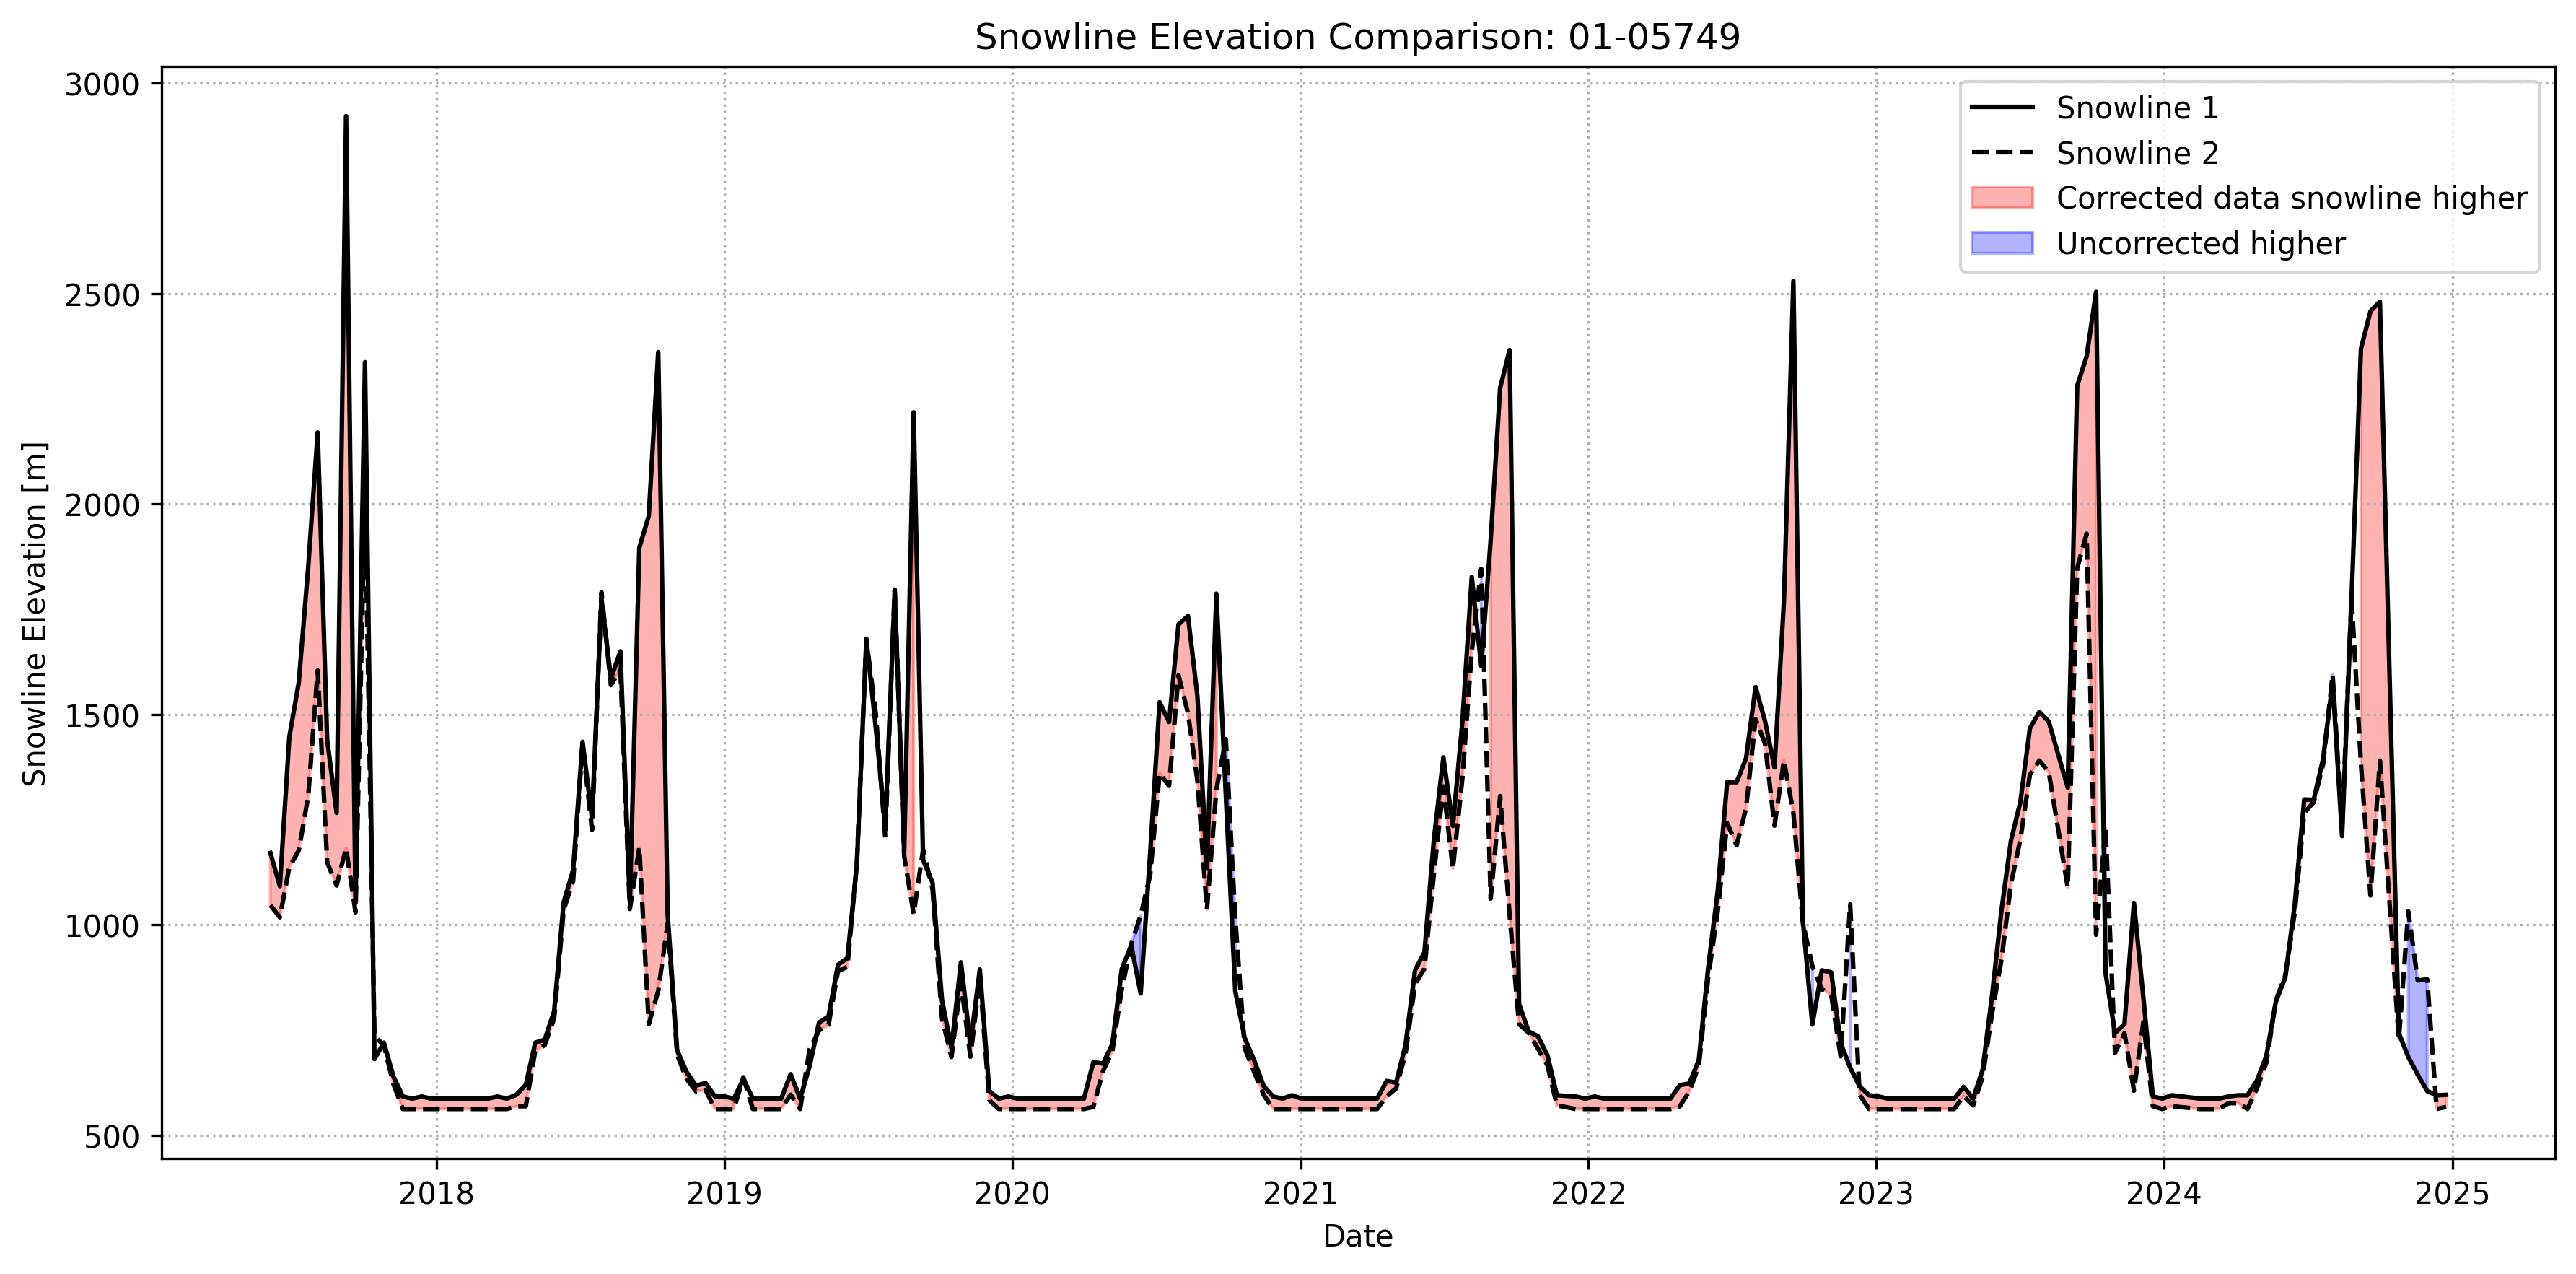 Snowline Elevation Comparison: 01-05749
Snowline Elevation [m]
3000
2500
2000
1500
1000
500
Snowline 1
Snowline 2
Corrected data snowline higher
Uncorrected higher
2018 2019 2020 2021 2022 2023 2024 2025
Date